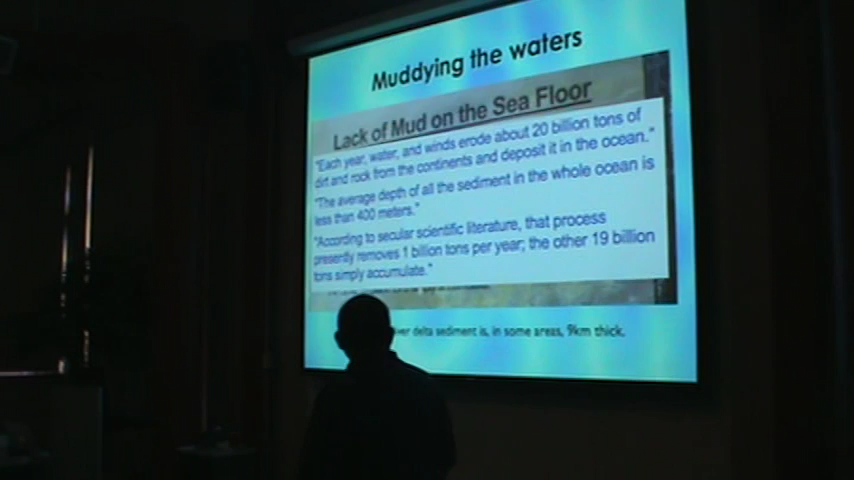 Muddying the waters
Lack of Mud on the Sea Floor
"Each year, water, and winds erode about 20 billion tons of
dirt and rock from the continents and deposit it in the ocean."
"The average depth of all the sediment in the whole ocean is
less than 400 meters."
"According to secular scientific literature, that process
presently removes 1 billion tons per year; the other 19 billion
tons simply accumulate."
delta sediment is, in some areas, 9km thick.